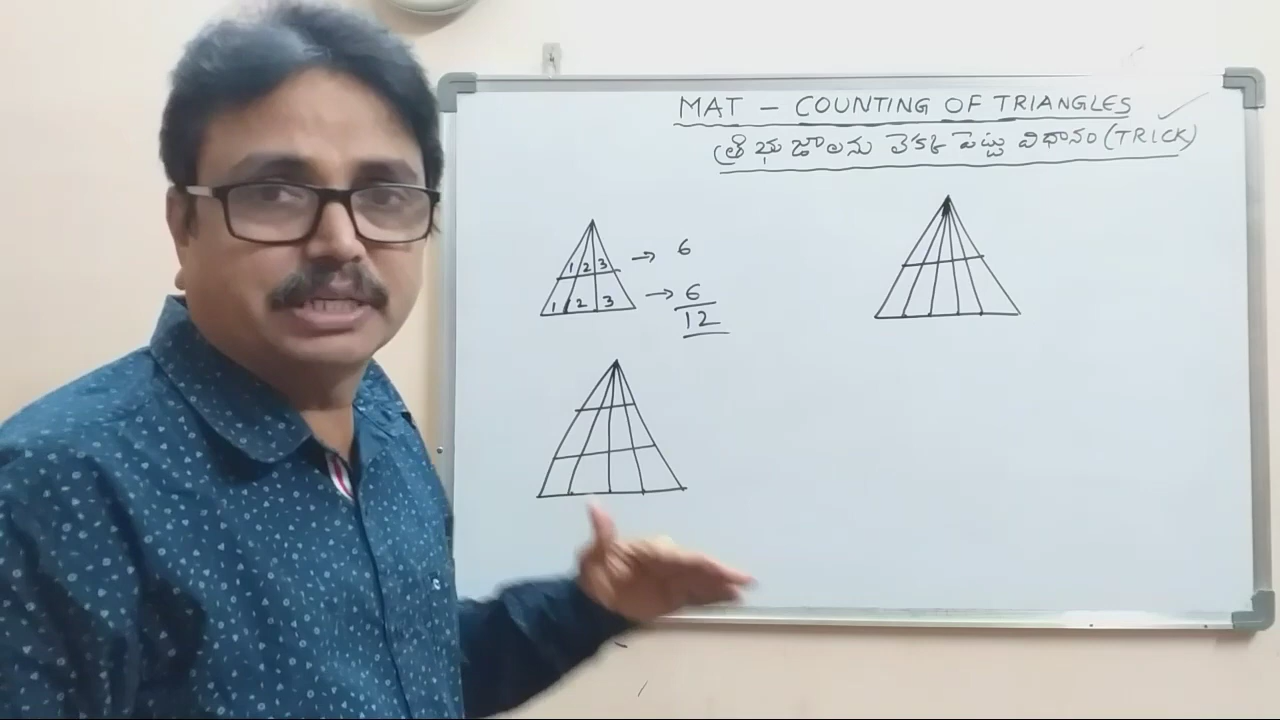 MAT - COUNTING OF TRIANGLES
త్రిభుజాలను లెక్క పెట్టు విధానం (TRICK)
1 2 3 → 6
1 2 3 → 6
12